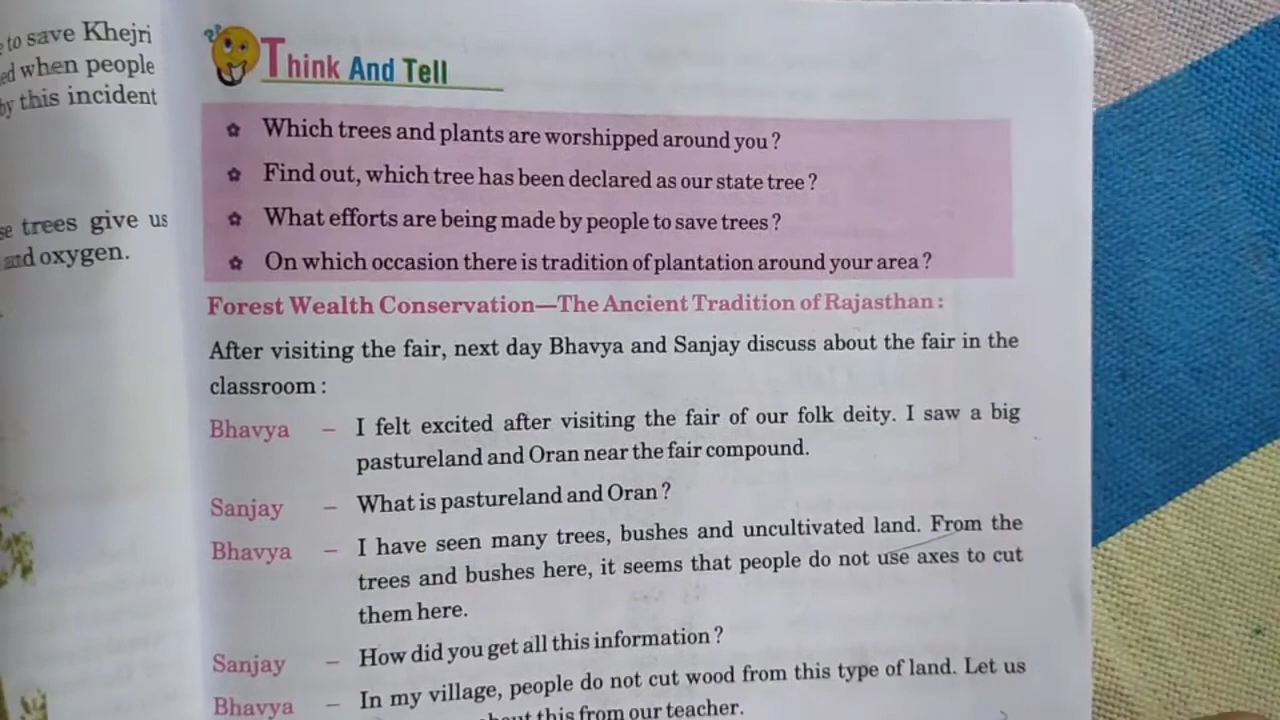 to save Khejri
ed when people
by this incident
trees give us
and oxygen.
Think And Tell
Which trees and plants are worshipped around you?
Find out, which tree has been declared as our state tree?
What efforts are being made by people to save trees?
On which occasion there is tradition of plantation around your area?
Forest Wealth Conservation—The Ancient Tradition of Rajasthan:
After visiting the fair, next day Bhavya and Sanjay discuss about the fair in the
classroom:
Bhavya – I felt excited after visiting the fair of our folk deity. I saw a big
pastureland and Oran near the fair compound.
Sanjay – What is pastureland and Oran?
Bhavya – I have seen many trees, bushes and uncultivated land. From the
trees and bushes here, it seems that people do not use axes to cut
them here.
Sanjay – How did you get all this information?
Bhavya – In my village, people do not cut wood from this type of land. Let us
this from our teacher.